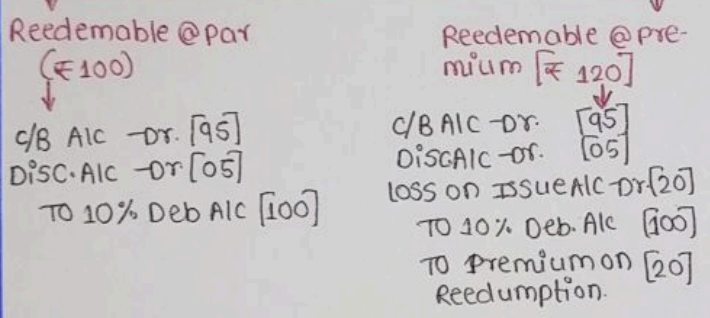 Reedemable @ par
(₹ 100)
C/B A/C -Dr. [95]
DISC. A/C -Dr [05]
TO 10% Deb A/C [100]
Reedemable @ pre-
mium [₹ 120]
C/B A/C -Dr. [95]
DISC A/C -Dr. [05]
LOSS on ISSUE A/C -Dr [20]
TO 10% Deb. A/C [100]
TO Premium on [20]
Reedumption.